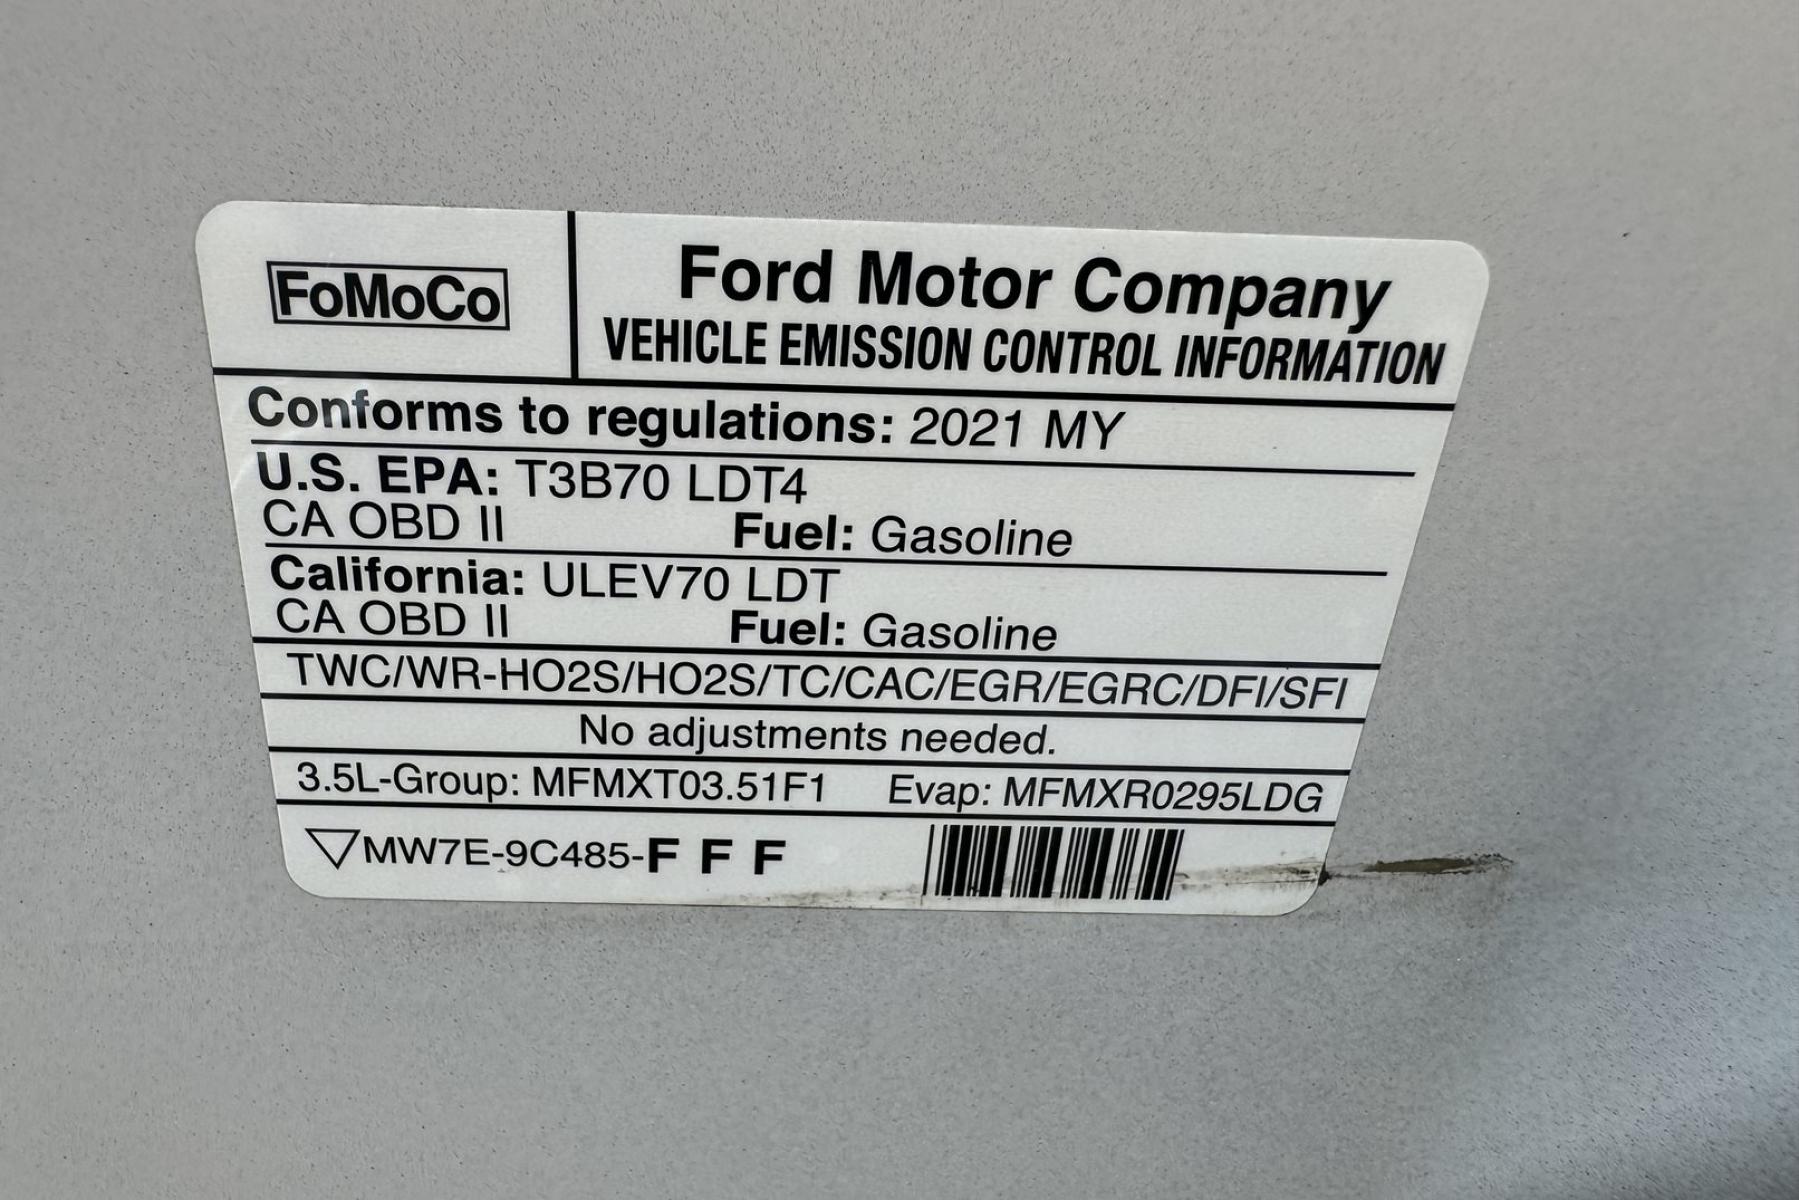 FoMoCo
Ford Motor Company
VEHICLE EMISSION CONTROL INFORMATION
Conforms to regulations: 2021 MY
U.S. EPA: T3B70 LDT4
CA OBD II Fuel: Gasoline
California: ULEV70 LDT
CA OBD II Fuel: Gasoline
TWC/WR-HO2S/HO2S/TC/CAC/EGR/EGRC/DFI/SFI
No adjustments needed.
3.5L-Group: MFMXT03.51F1 Evap: MFMXR0295LDG
MW7E-9C485-F F F